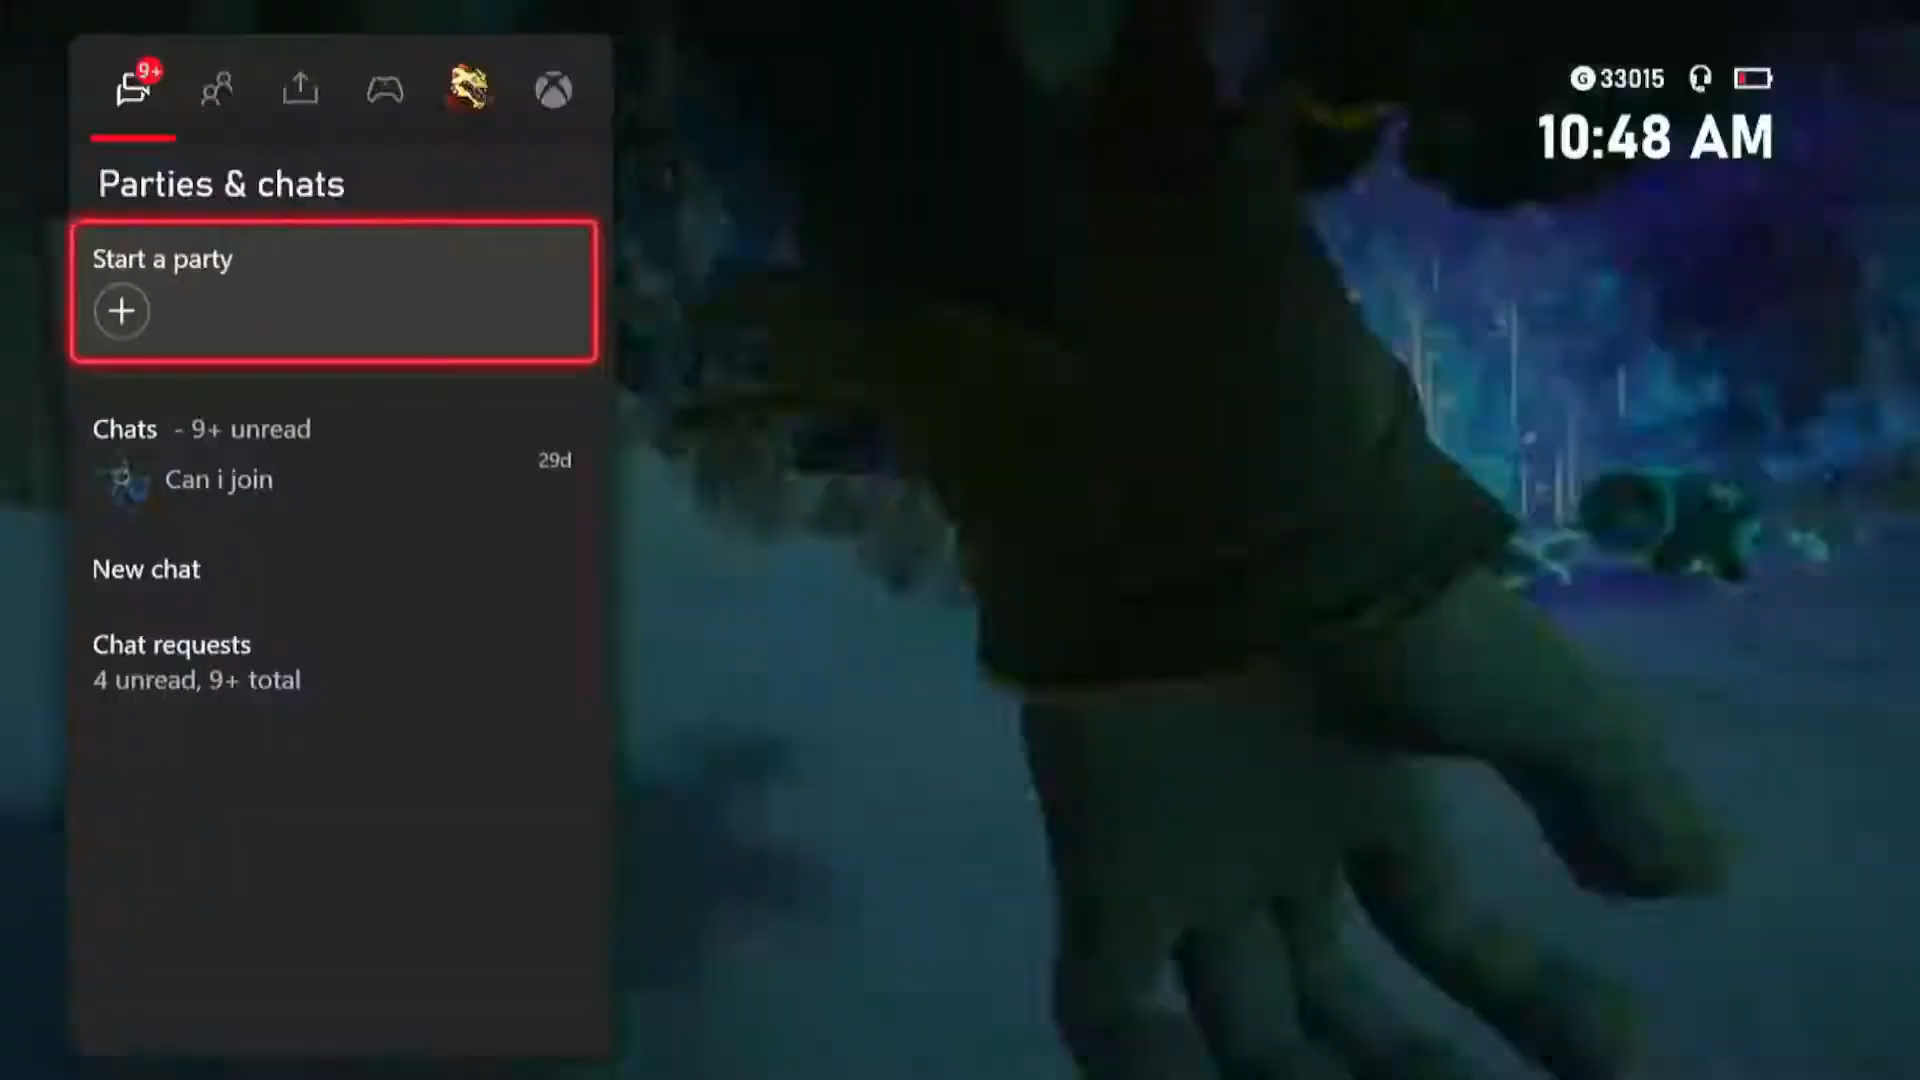 9+
G 33015
10:48 AM
Parties & chats
Start a party
Chats - 9+ unread
29d
Can i join
New chat
Chat requests
4 unread, 9+ total